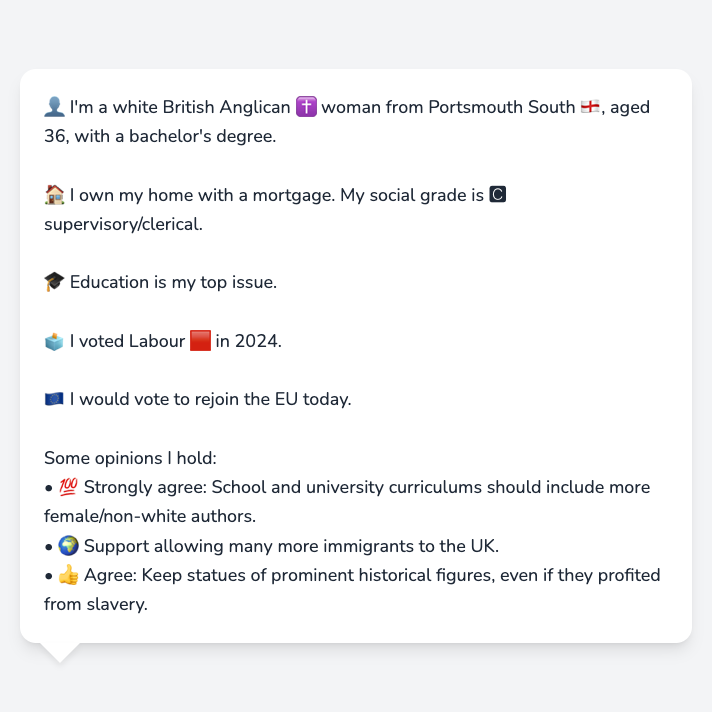 👤 I'm a white British Anglican ✝️ woman from Portsmouth South 🏴󠁧󠁢󠁥󠁮󠁧󠁿, aged
36, with a bachelor's degree.
🏠 I own my home with a mortgage. My social grade is 🅲
supervisory/clerical.
🎓 Education is my top issue.
🗳️ I voted Labour 🟥 in 2024.
🇪🇺 I would vote to rejoin the EU today.
Some opinions I hold:
• 💯 Strongly agree: School and university curriculums should include more
female/non-white authors.
• 🌍 Support allowing many more immigrants to the UK.
• 👍 Agree: Keep statues of prominent historical figures, even if they profited
from slavery.